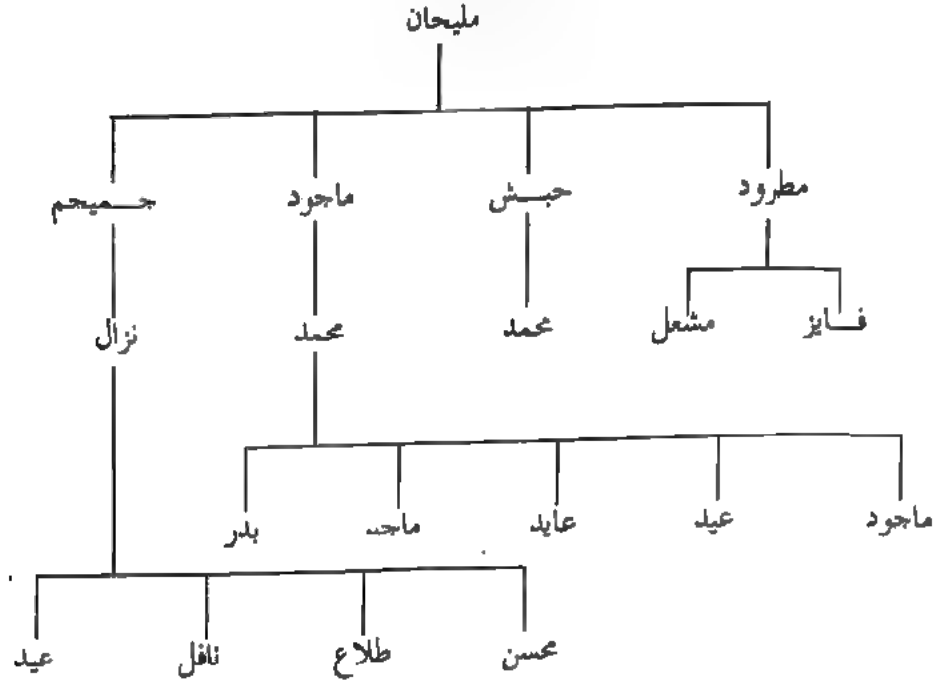 مليحان
مطرود حبش ماجود جميحم
فايز مشعل محمد محمد نزال
ماجود عيد عايد ماجد بدر
محسن طلاع نافل عيد